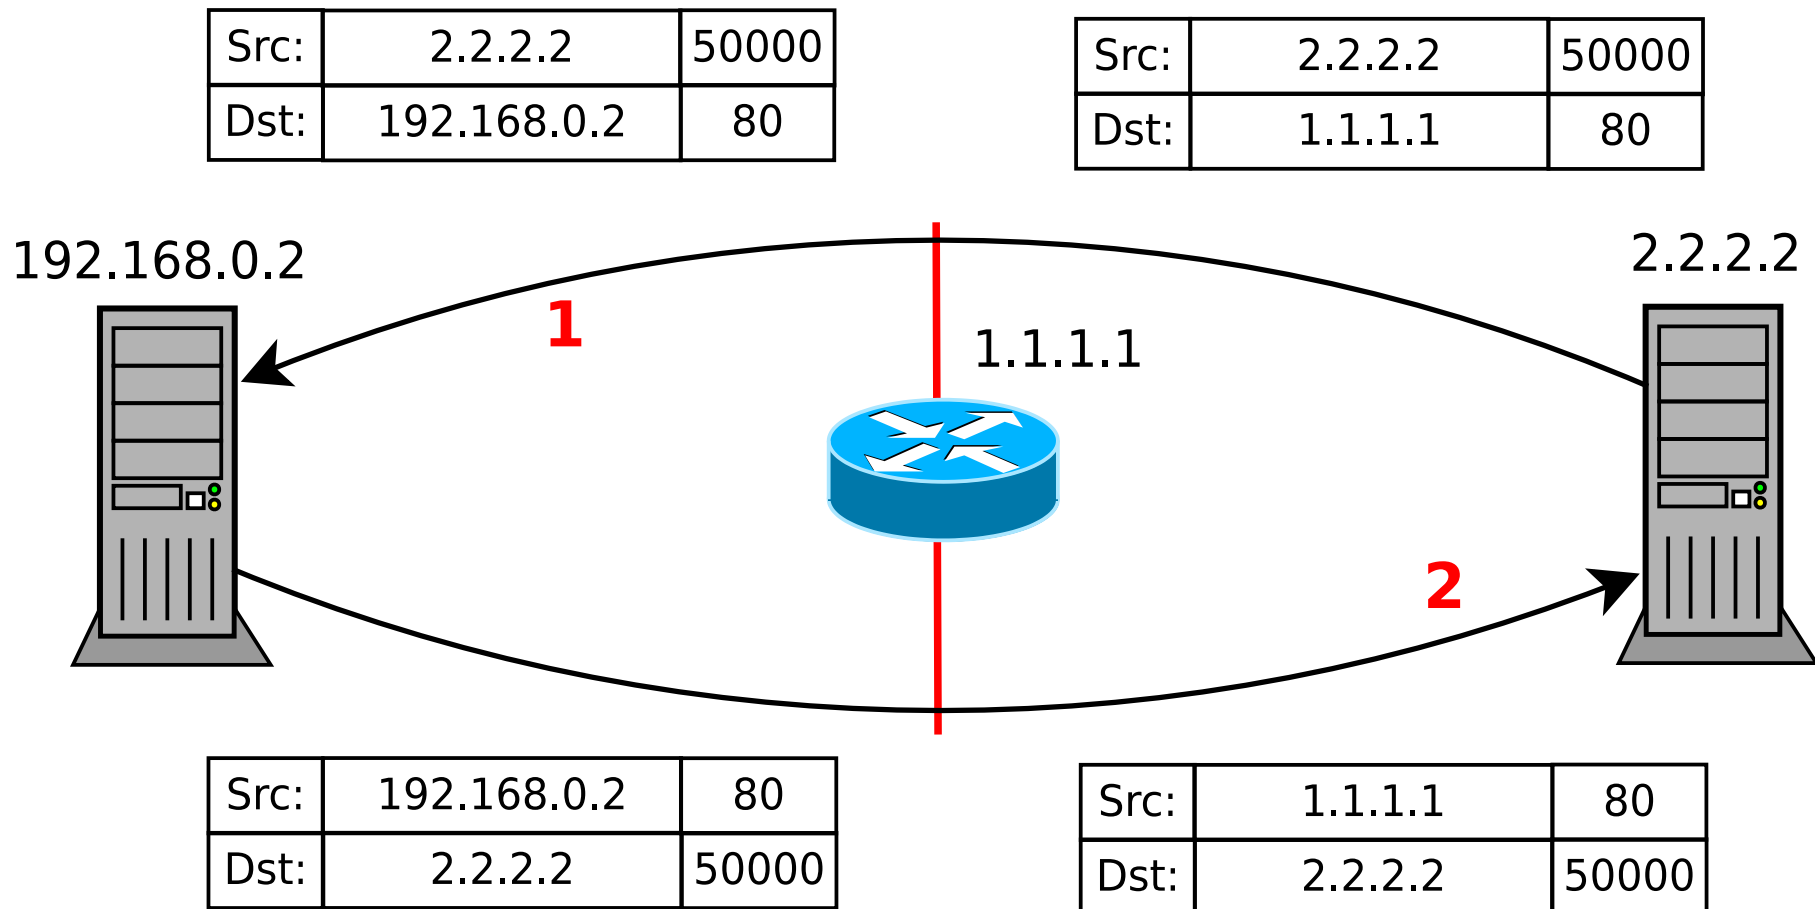 Src: 2.2.2.2 50000
Dst: 192.168.0.2 80
Src: 2.2.2.2 50000
Dst: 1.1.1.1 80
192.168.0.2
2.2.2.2
1
1.1.1.1
2
Src: 192.168.0.2 80
Dst: 2.2.2.2 50000
Src: 1.1.1.1 80
Dst: 2.2.2.2 50000